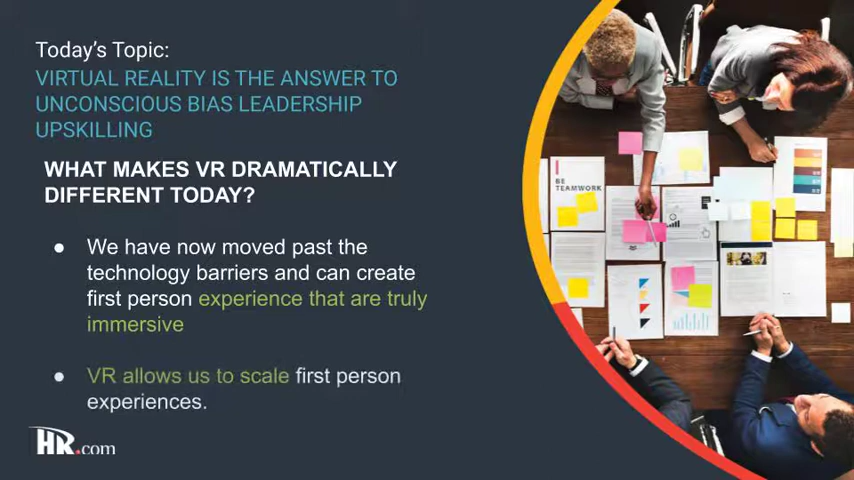 Today's Topic:
VIRTUAL REALITY IS THE ANSWER TO
UNCONSCIOUS BIAS LEADERSHIP
UPSKILLING
WHAT MAKES VR DRAMATICALLY
DIFFERENT TODAY?
● We have now moved past the
technology barriers and can create
first person experience that are truly
immersive
● VR allows us to scale first person
experiences.
HR.com
BE
TEAMWORK